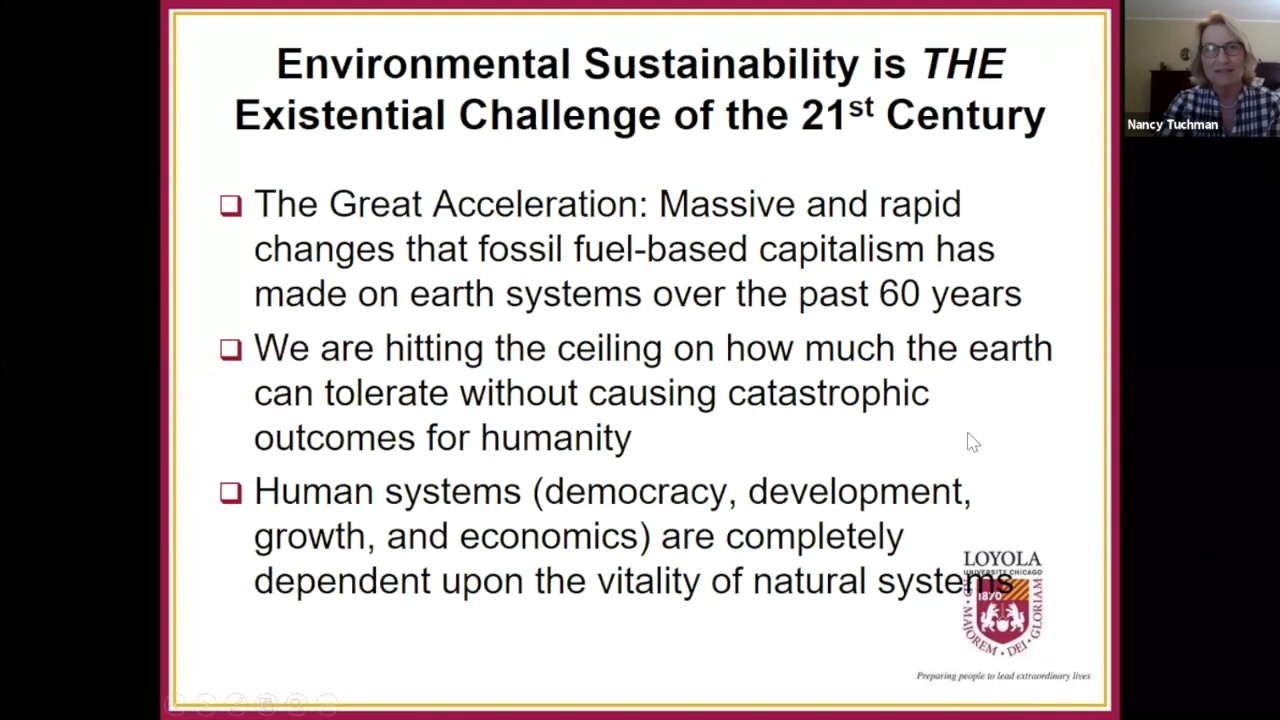 Environmental Sustainability is THE
Existential Challenge of the 21st Century
Nancy Tuchman
The Great Acceleration: Massive and rapid
changes that fossil fuel-based capitalism has
made on earth systems over the past 60 years
We are hitting the ceiling on how much the earth
can tolerate without causing catastrophic
outcomes for humanity
Human systems (democracy, development,
growth, and economics) are completely
dependent upon the vitality of natural systems
LOYOLA
UNIVERSITY CHICAGO
1870
MAJOREM • DEI • GLORIAM
Preparing people to lead extraordinary lives